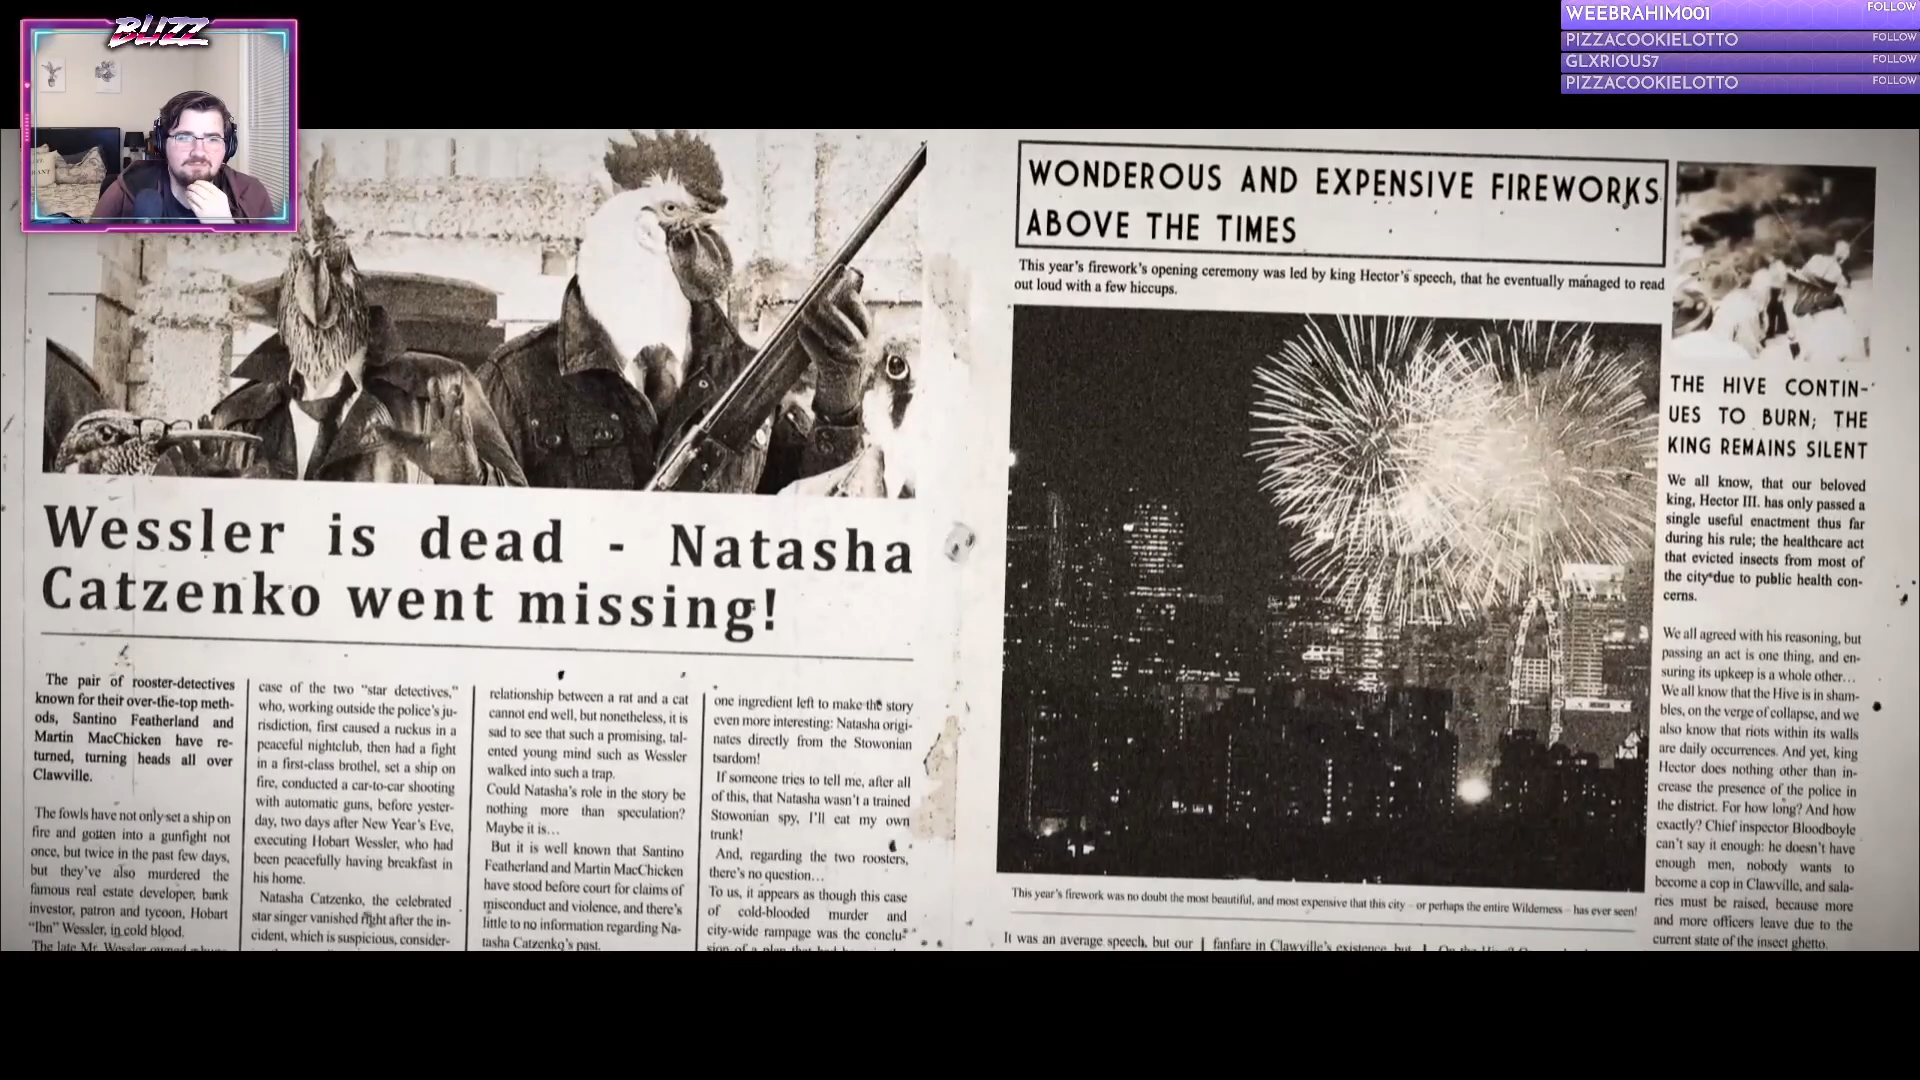 BLIZZ
WEEBRAHIM001 FOLLOW
PIZZACOOKIELOTTO FOLLOW
GLXRIOUS7 FOLLOW
PIZZACOOKIELOTTO FOLLOW
Wessler is dead - Natasha
Catzenko went missing!
The pair of rooster-detectives
known for their over-the-top meth-
ods, Santino Featherland and
Martin MacChicken have re-
turned, turning heads all over
Clawville.
The fowls have not only set a ship on
fire and gotten into a gunfight not
once, but twice in the past few days,
but they've also murdered the
famous real estate developer, bank
investor, patron and tycoon, Hobart
"Ibn" Wessler, in cold blood.
The late Mr. Wessler owned a
case of the two "star detectives,"
who, working outside the police's ju-
risdiction, first caused a ruckus in a
peaceful nightclub, then had a fight
in a first-class brothel, set a ship on
fire, conducted a car-to-car shooting
with automatic guns, before yester-
day, two days after New Year's Eve,
executing Hobart Wessler, who had
been peacefully having breakfast in
his home.
Natasha Catzenko, the celebrated
star singer vanished right after the in-
cident, which is suspicious, consider-
relationship between a rat and a cat
cannot end well, but nonetheless, it is
sad to see that such a promising, tal-
ented young mind such as Wessler
walked into such a trap.
Could Natasha's role in the story be
nothing more than speculation?
Maybe it is...
But it is well known that Santino
Featherland and Martin MacChicken
have stood before court for claims of
misconduct and violence, and there's
little to no information regarding Na-
tasha Catzenko's past.
one ingredient left to make the story
even more interesting: Natasha origi-
nates directly from the Stowonian
tsardom!
If someone tries to tell me, after all
of this, that Natasha wasn't a trained
Stowonian spy, I'll eat my own
trunk!
And, regarding the two roosters,
there's no question...
To us, it appears as though this case
of cold-blooded murder and
city-wide rampage was the conclu-
sion of a plan that had
WONDEROUS AND EXPENSIVE FIREWORKS
ABOVE THE TIMES
This year's firework's opening ceremony was led by king Hector's speech, that he eventually managed to read
out loud with a few hiccups.
This year's firework was no doubt the most beautiful, and most expensive that this city - or perhaps the entire Wilderness - has ever seen!
It was an average speech, but our
fanfare in Clawville's existence, but
THE HIVE CONTIN-
UES TO BURN; THE
KING REMAINS SILENT
We all know, that our beloved
king, Hector III. has only passed a
single useful enactment thus far
during his rule; the healthcare act
that evicted insects from most of
the city due to public health con-
cerns.
We all agreed with his reasoning, but
passing an act is one thing, and en-
suring its upkeep is a whole other...
We all know that the Hive is in sham-
bles, on the verge of collapse, and we
also know that riots within its walls
are daily occurrences. And yet, king
Hector does nothing other than in-
crease the presence of the police in
the district. For how long? And how
exactly? Chief inspector Bloodboyle
can't say it enough: he doesn't have
enough men, nobody wants to
become a cop in Clawville, and sala-
ries must be raised, because more
and more officers leave due to the
current state of the insect ghetto.